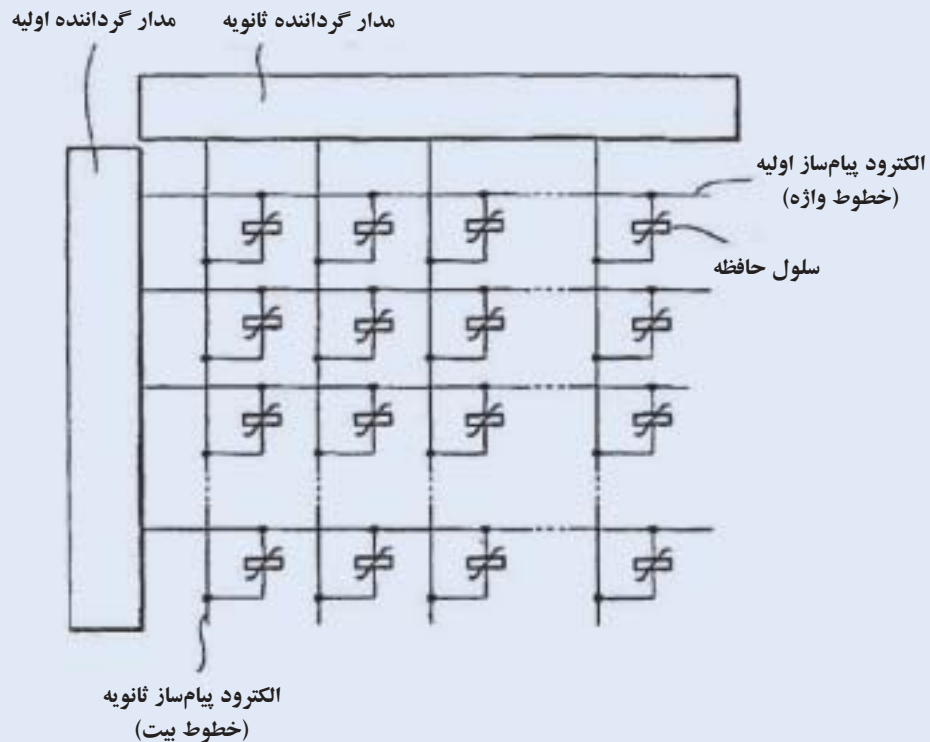 مدار گرداننده اولیه
مدار گرداننده ثانویه
الکترود پیام‌ساز اولیه
(خطوط واژه)
سلول حافظه
الکترود پیام‌ساز ثانویه
(خطوط بیت)